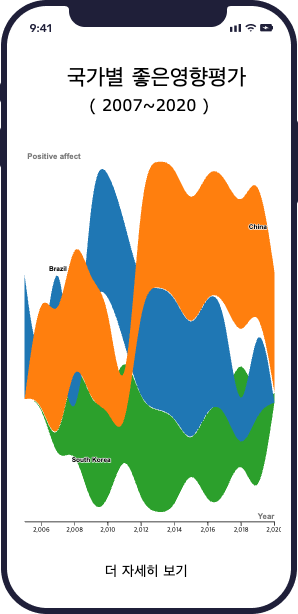 9:41
국가별 좋은영향평가
( 2007~2020 )
Positive affect
China
Brazil
South Korea
Year
2,006 2,008 2,010 2,012 2,014 2,016 2,018 2,020
더 자세히 보기